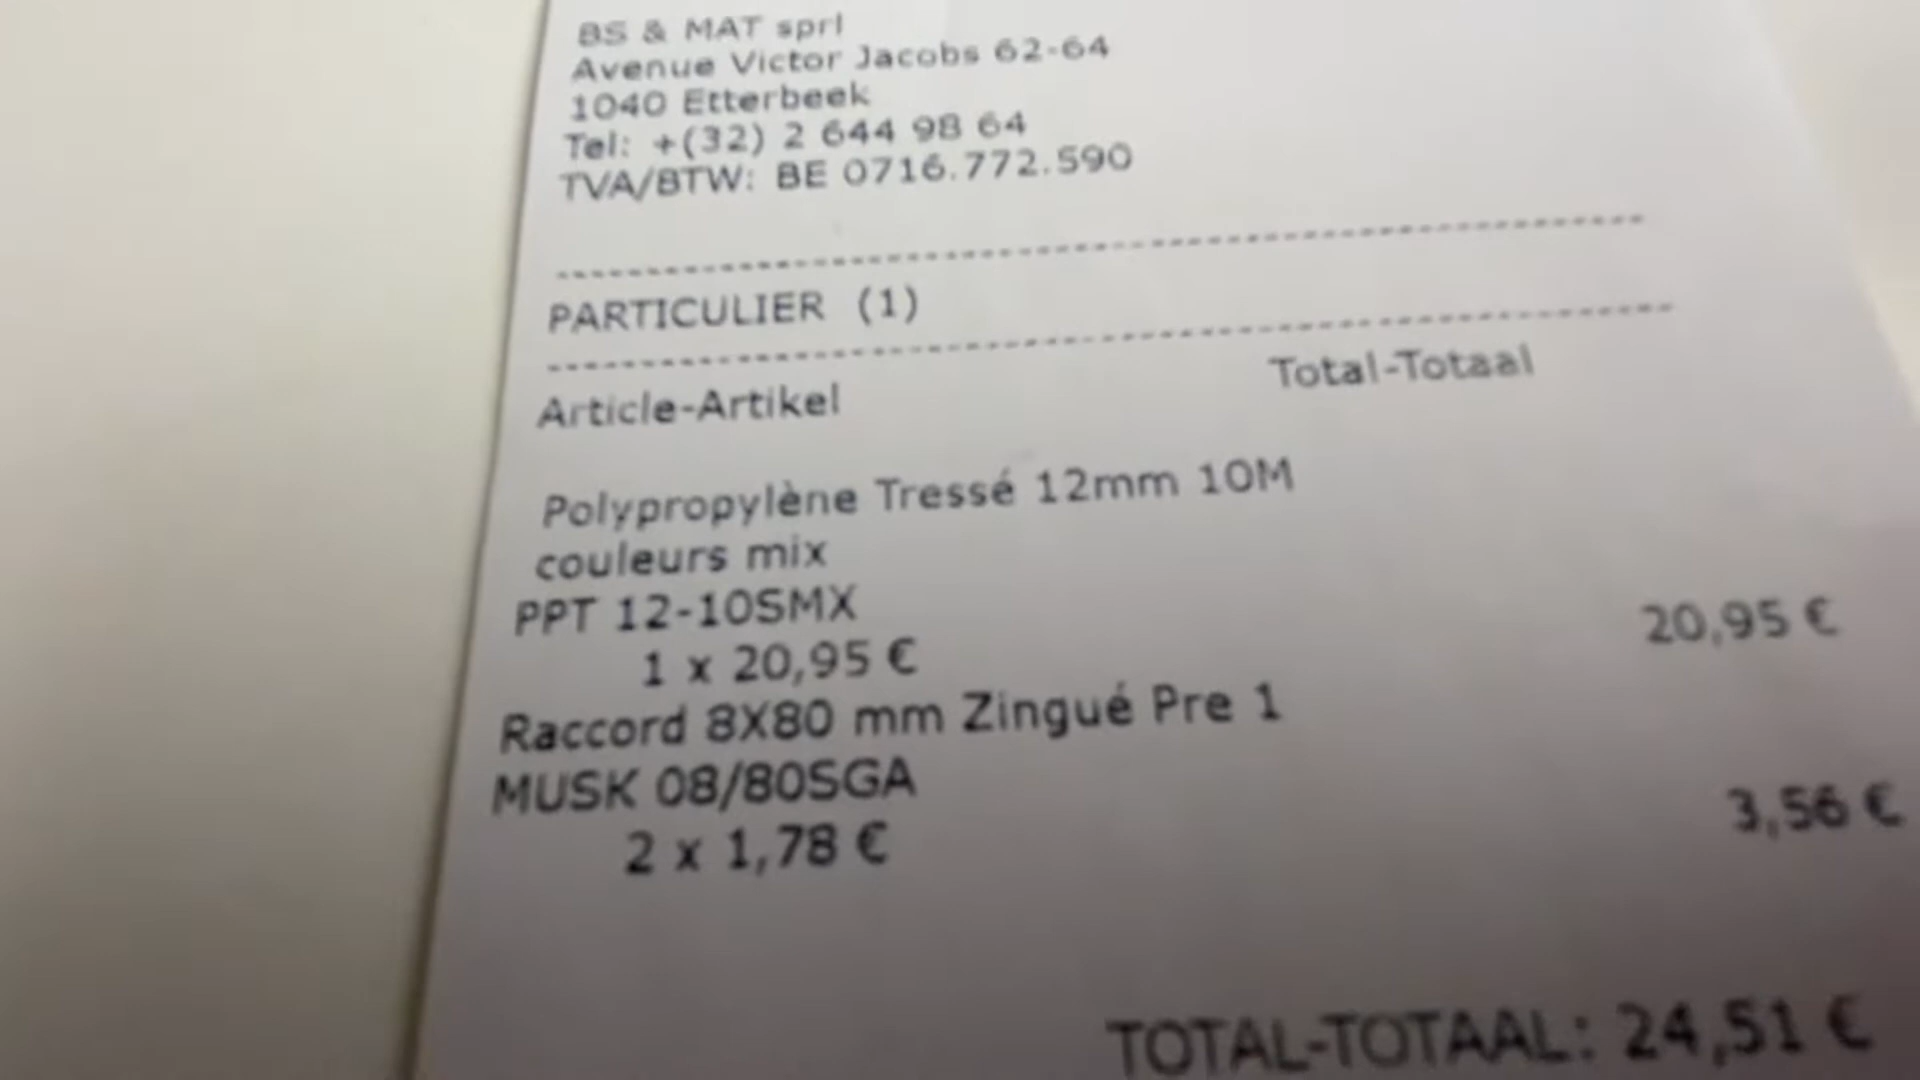 BS & MAT sprl
Avenue Victor Jacobs 62-64
1040 Etterbeek
Tel: +(32) 2 644 98 64
TVA/BTW: BE 0716.772.590
PARTICULIER (1)
Article-Artikel Total-Totaal
Polypropylène Tressé 12mm 10M
couleurs mix
PPT 12-10SMX
1 x 20,95 € 20,95 €
Raccord 8X80 mm Zingué Pre 1
MUSK 08/80SGA
2 x 1,78 € 3,56 €
TOTAL-TOTAAL: 24,51 €